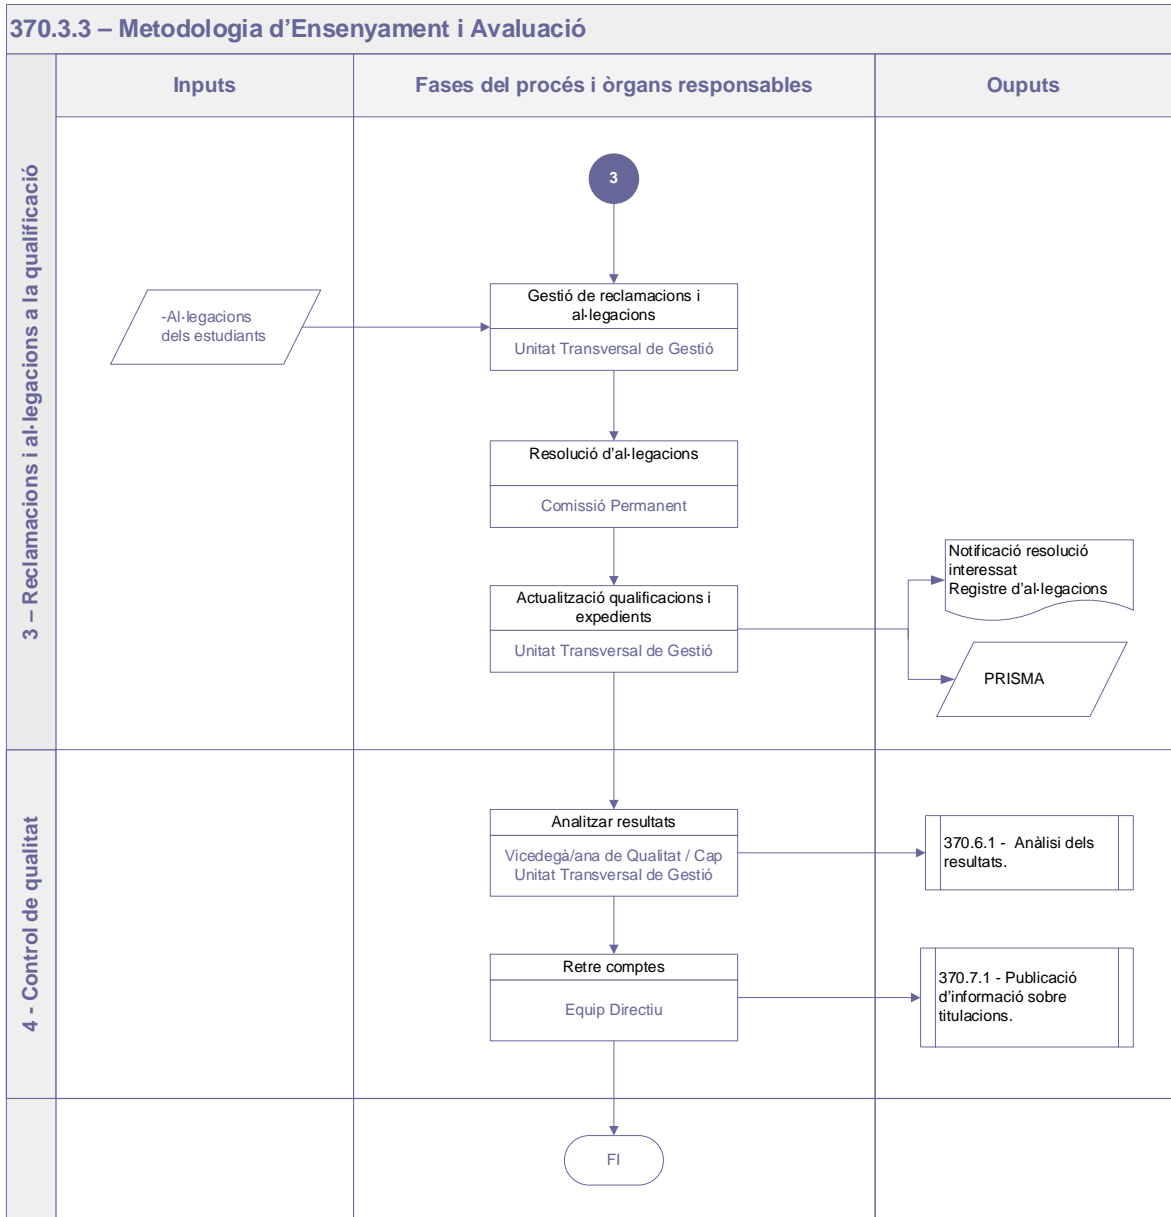 370.3.3 – Metodologia d’Ensenyament i Avaluació
Inputs
Fases del procés i òrgans responsables
Ouputs
3 – Reclamacions i al·legacions a la qualificació
3
-Al·legacions
dels estudiants
Gestió de reclamacions i
al·legacions
Unitat Transversal de Gestió
Resolució d’al·legacions
Comissió Permanent
Actualització qualificacions i
expedients
Unitat Transversal de Gestió
Notificació resolució
interessat
Registre d’al·legacions
PRISMA
4 - Control de qualitat
Analitzar resultats
Vicedegà/ana de Qualitat / Cap
Unitat Transversal de Gestió
370.6.1 - Anàlisi dels
resultats.
Retre comptes
Equip Directiu
370.7.1 - Publicació
d’informació sobre
titulacions.
FI